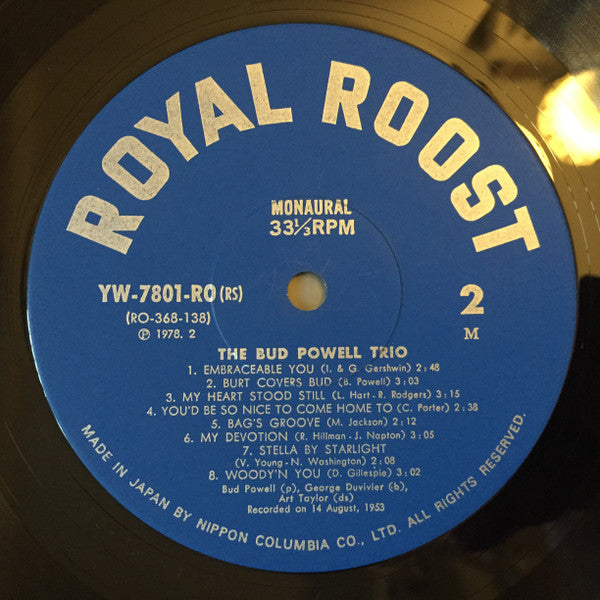 ROYAL ROOST
MONAURAL
33⅓RPM
YW-7801-RO (RS)
(RO-368-138)
℗ 1978. 2
2
M
THE BUD POWELL TRIO
1. EMBRACEABLE YOU (I. & G. Gershwin) 2:48
2. BURT COVERS BUD (B. Powell) 3:03
3. MY HEART STOOD STILL (L. Hart-R. Rodgers) 3:15
4. YOU'D BE SO NICE TO COME HOME TO (C. Porter) 2:38
5. BAG'S GROOVE (M. Jackson) 2:12
6. MY DEVOTION (R. Hillman-J. Napton) 3:05
7. STELLA BY STARLIGHT
(V. Young-N. Washington) 2:08
8. WOODY'N YOU (D. Gillespie) 3:02
Bud Powell (p), George Duvivier (b),
Art Taylor (ds)
Recorded on 14 August, 1953
MADE IN JAPAN BY NIPPON COLUMBIA CO., LTD. ALL RIGHTS RESERVED.